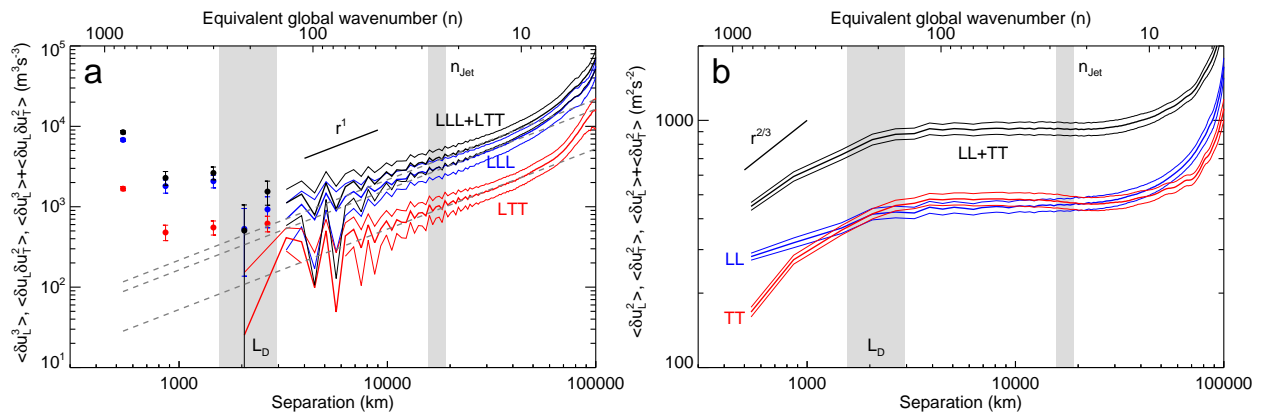 Equivalent global wavenumber (n)
1000 100 10
a
n_Jet
r^1
LLL+LTT
LLL
LTT
L_D
<δu_L^3>, <δu_L δu_T^2>, <δu_L^3>+<δu_L δu_T^2> (m^3s^-3)
10^5
10^4
10^3
10^2
10^1
1000 10000 100000
Separation (km)
Equivalent global wavenumber (n)
1000 100 10
b
n_Jet
r^2/3
LL+TT
LL
TT
L_D
<δu_L^2>, <δu_T^2>, <δu_L^2>+<δu_T^2> (m^2s^-2)
1000
100
1000 10000 100000
Separation (km)